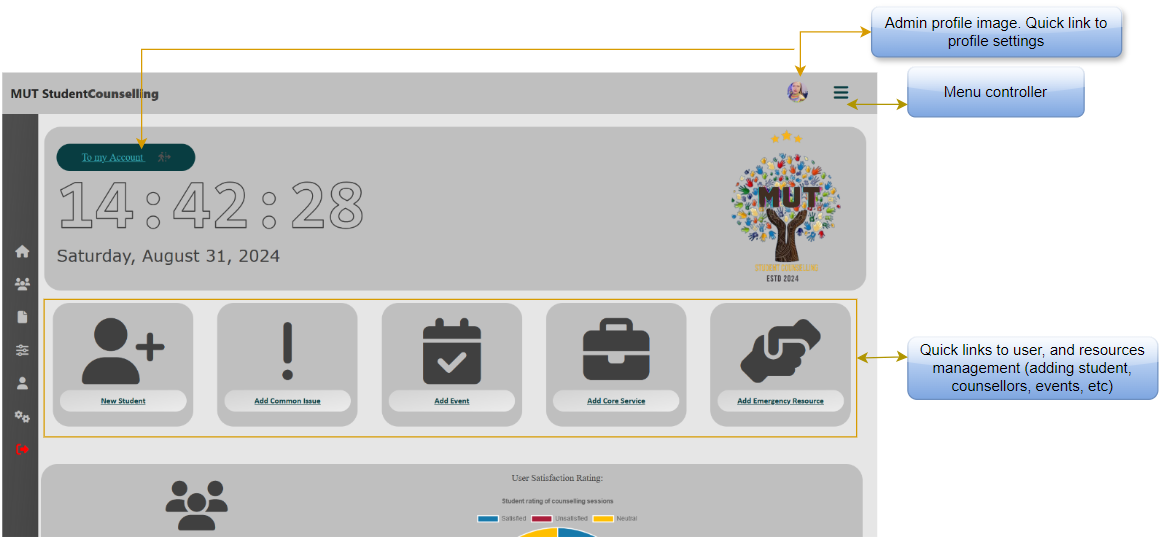 Admin profile image. Quick link to
profile settings
Menu controller
MUT StudentCounselling
To my Account
14:42:28
Saturday, August 31, 2024
MUT
STUDENT COUNSELLING
ESTB 2024
New Student
Add Common Issue
Add Event
Add Core Service
Add Emergency Resource
Quick links to user, and resources
management (adding student,
counsellors, events, etc)
User Satisfaction Rating:
Student rating of counselling sessions
Satisfied
Unsatisfied
Neutral